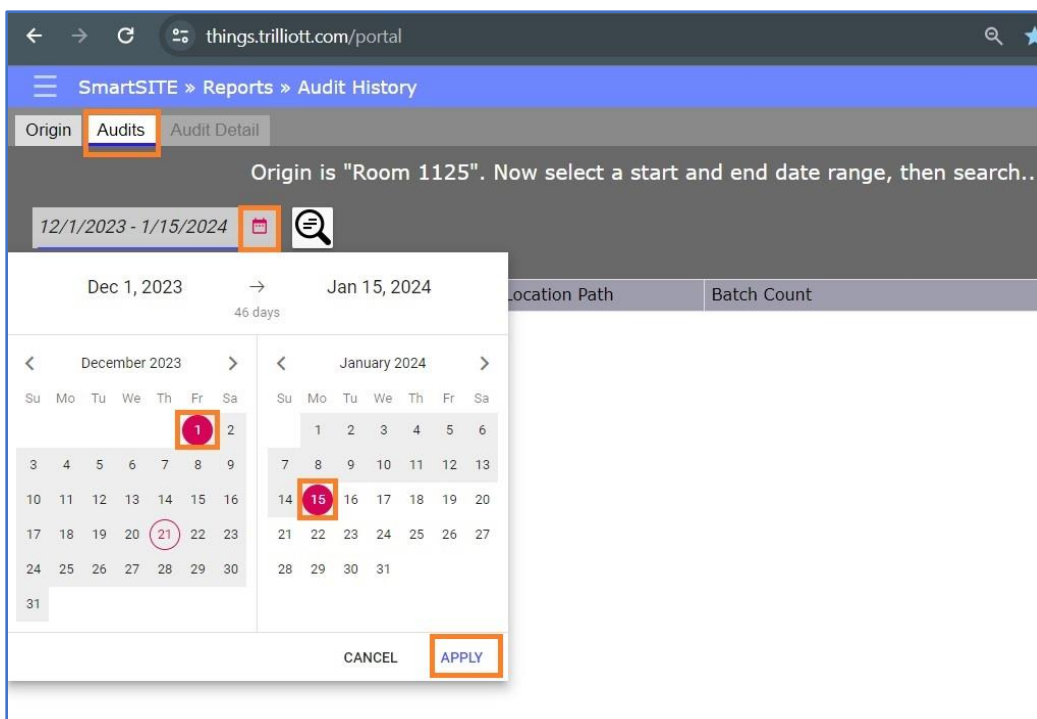 things.trilliott.com/portal
SmartSITE » Reports » Audit History
Origin Audits Audit Detail
Origin is "Room 1125". Now select a start and end date range, then search..
12/1/2023 - 1/15/2024
Location Path Batch Count
Dec 1, 2023 → Jan 15, 2024
46 days
December 2023 January 2024
Su Mo Tu We Th Fr Sa Su Mo Tu We Th Fr Sa
1 2 1 2 3 4 5 6
3 4 5 6 7 8 9 7 8 9 10 11 12 13
10 11 12 13 14 15 16 14 15 16 17 18 19 20
17 18 19 20 21 22 23 21 22 23 24 25 26 27
24 25 26 27 28 29 30 28 29 30 31
31
CANCEL APPLY